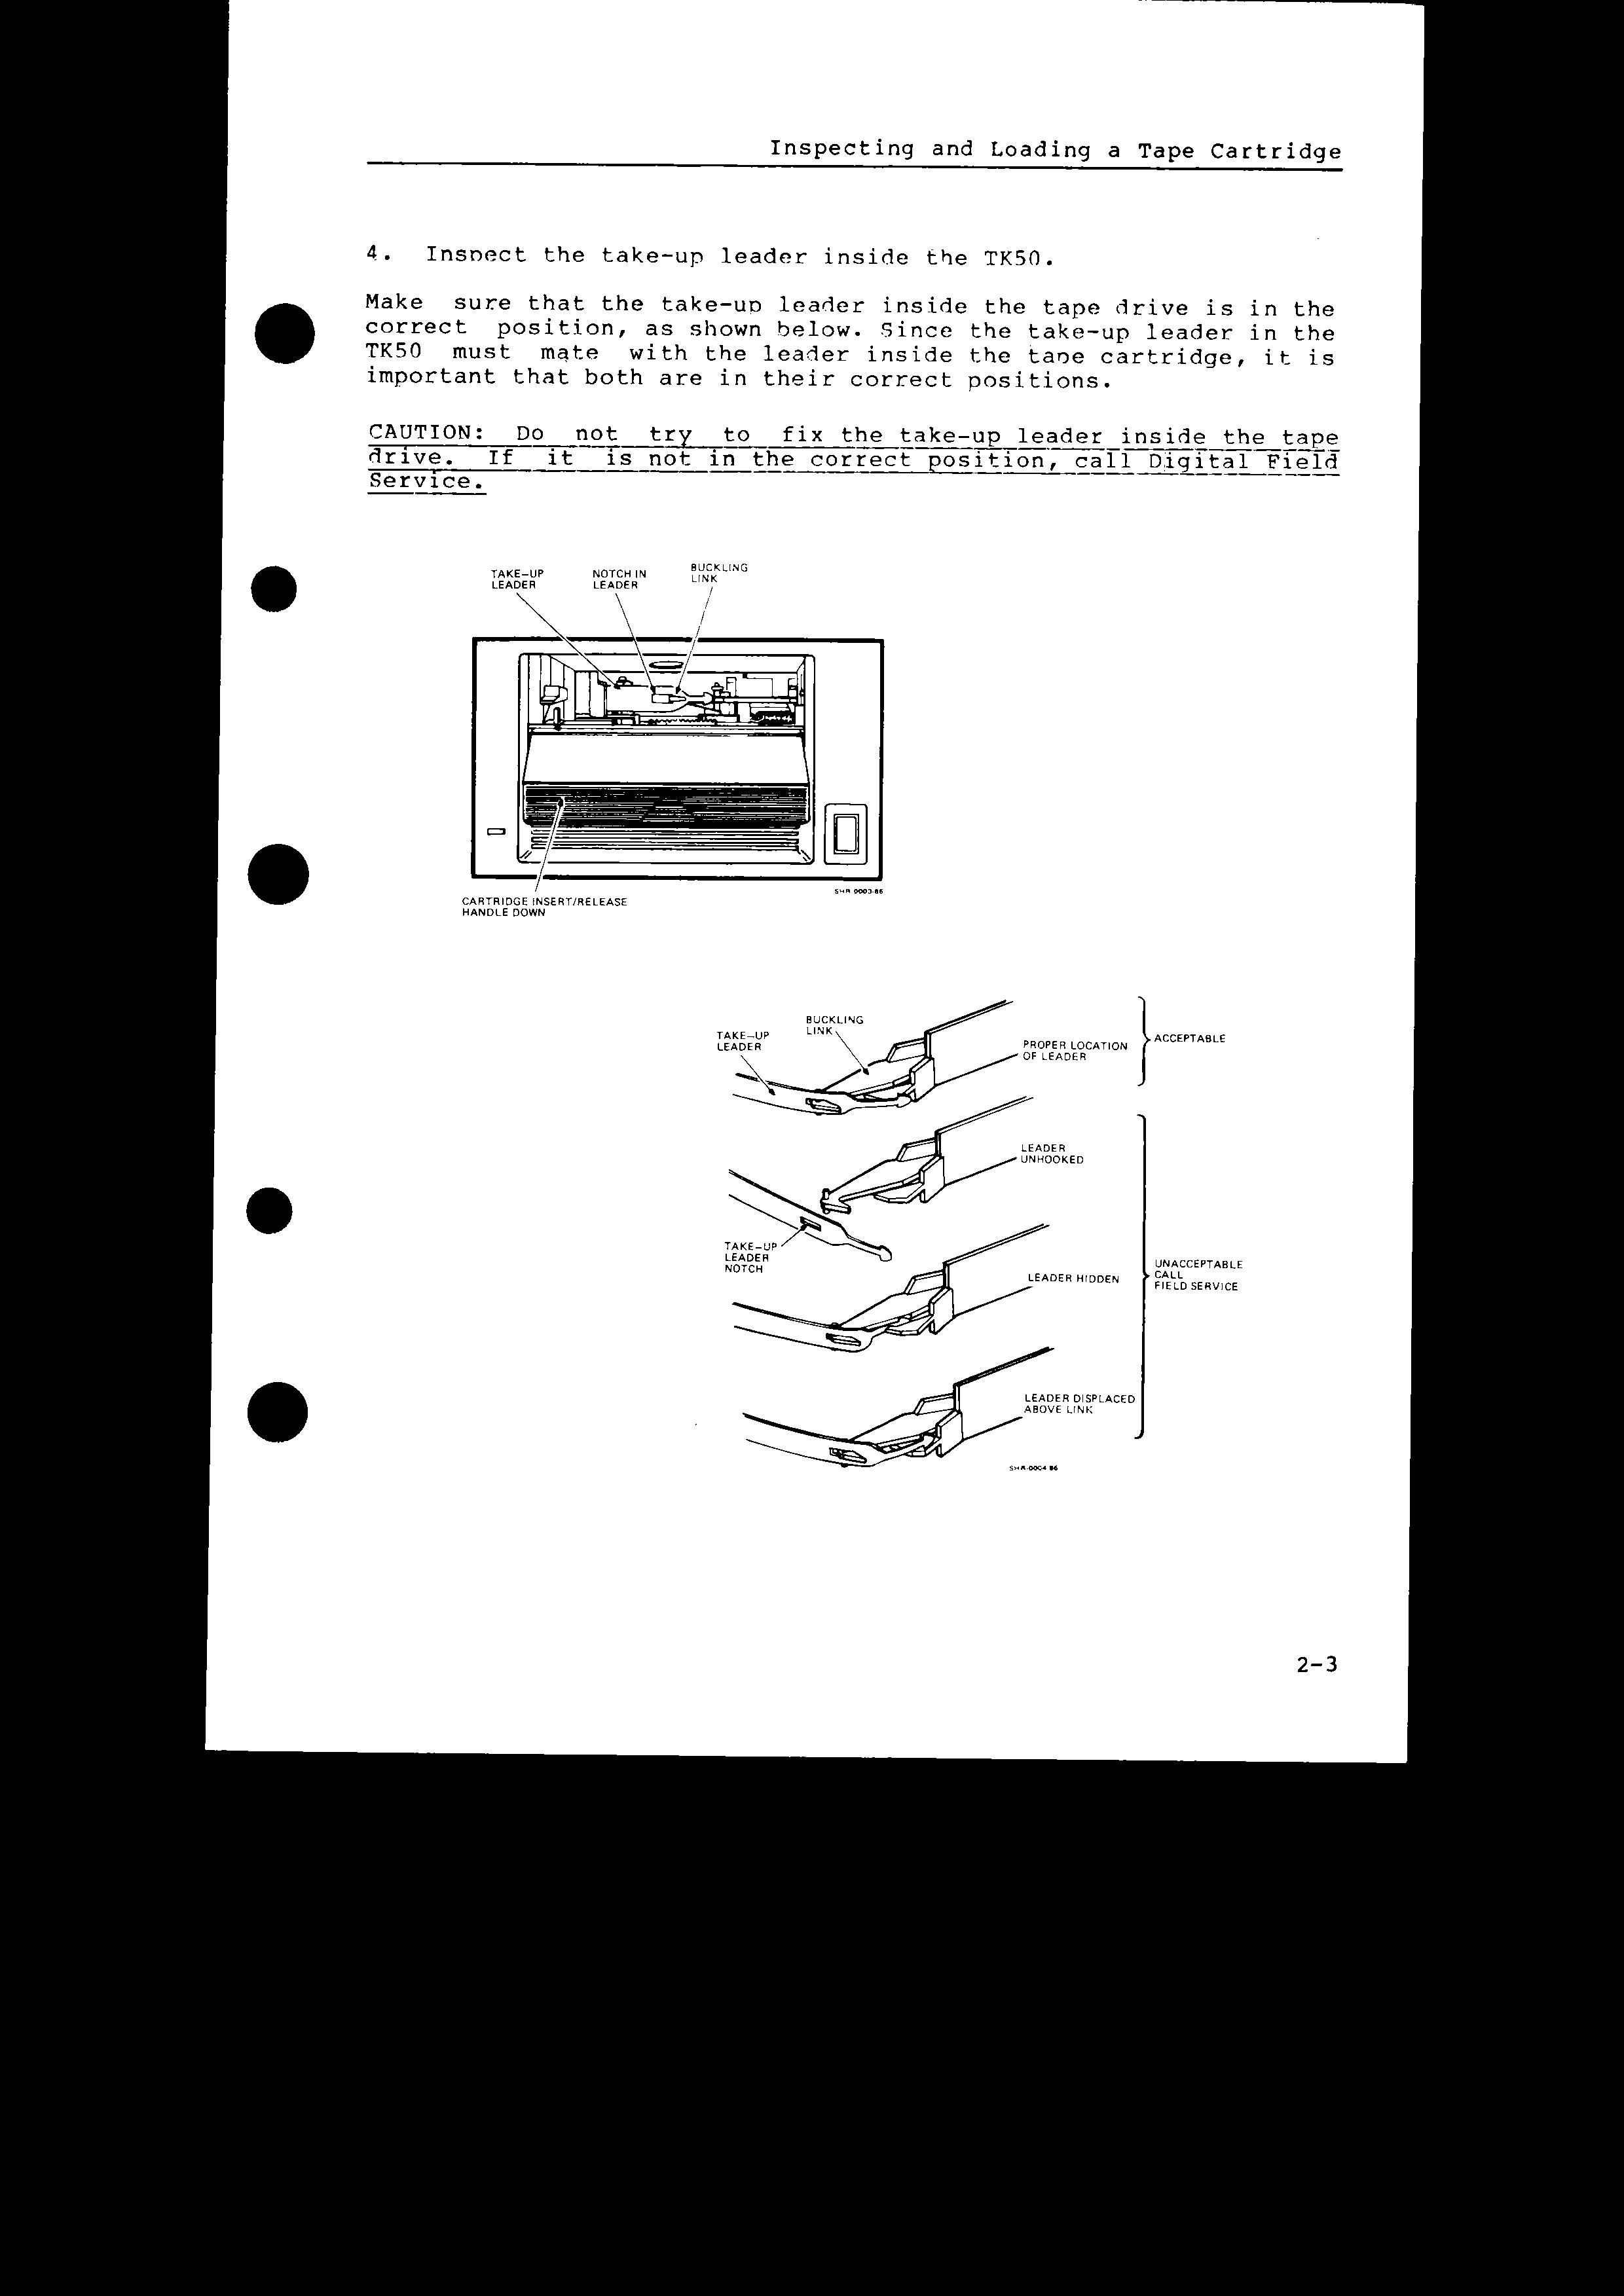 Inspecting and Loading a Tape Cartridge
4. Inspect the take-up leader inside the TK50.
Make sure that the take-up leader inside the tape drive is in the
correct position, as shown below. Since the take-up leader in the
TK50 must mate with the leader inside the tape cartridge, it is
important that both are in their correct positions.
CAUTION: Do not try to fix the take-up leader inside the tape
drive. If it is not in the correct position, call Digital Field
Service.
TAKE-UP
LEADER
NOTCH IN
LEADER
BUCKLING
LINK
SHR-0003-86
CARTRIDGE INSERT/RELEASE
HANDLE DOWN
BUCKLING
LINK
TAKE-UP
LEADER
PROPER LOCATION
OF LEADER
ACCEPTABLE
LEADER
UNHOOKED
TAKE-UP
LEADER
NOTCH
LEADER HIDDEN
UNACCEPTABLE
CALL
FIELD SERVICE
LEADER DISPLACED
ABOVE LINK
SHR-0004-86
2-3